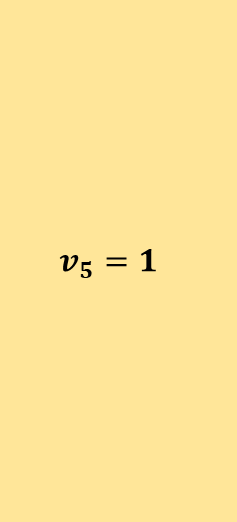 v₅ = 1